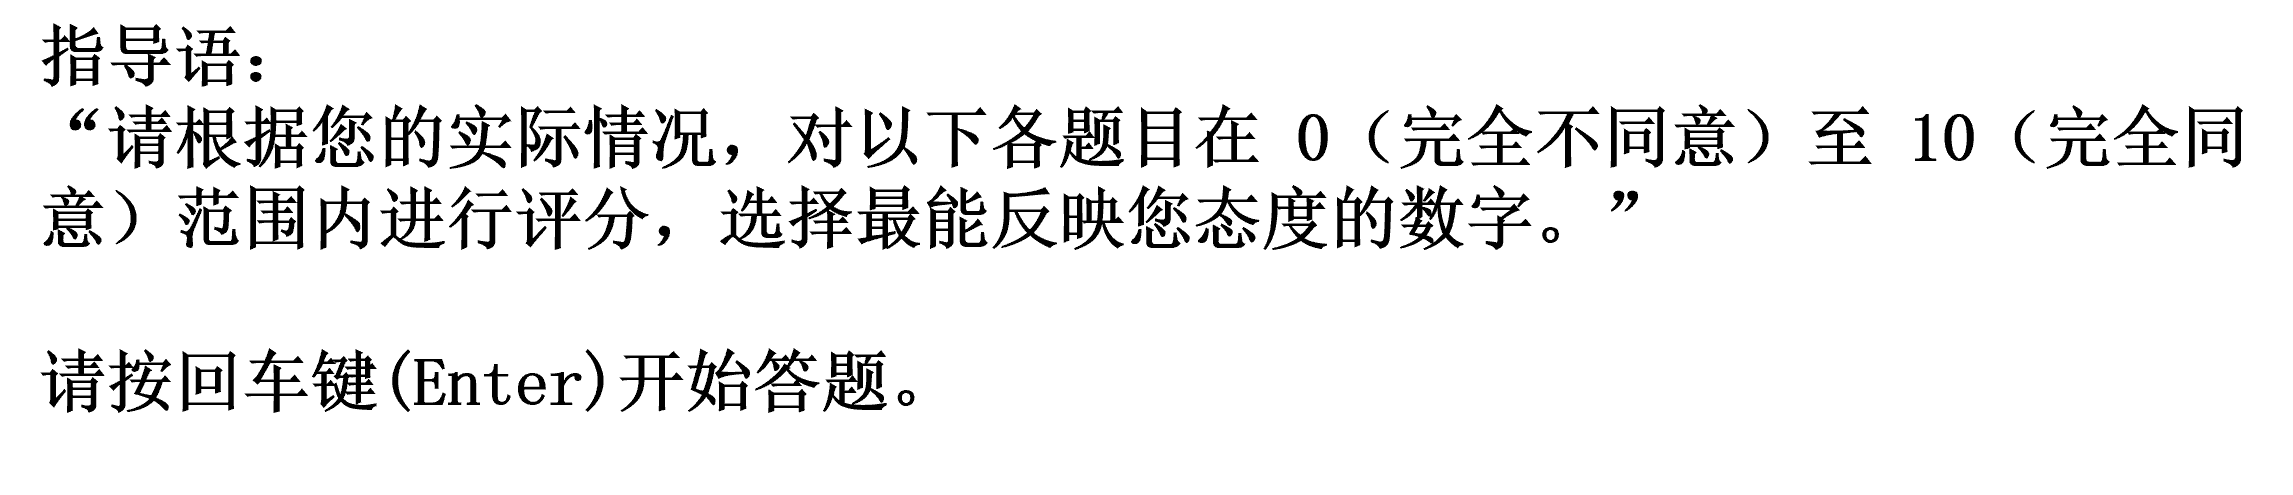 指导语：
“请根据您的实际情况，对以下各题目在 0（完全不同意）至 10（完全同
意）范围内进行评分，选择最能反映您态度的数字。”
请按回车键(Enter)开始答题。